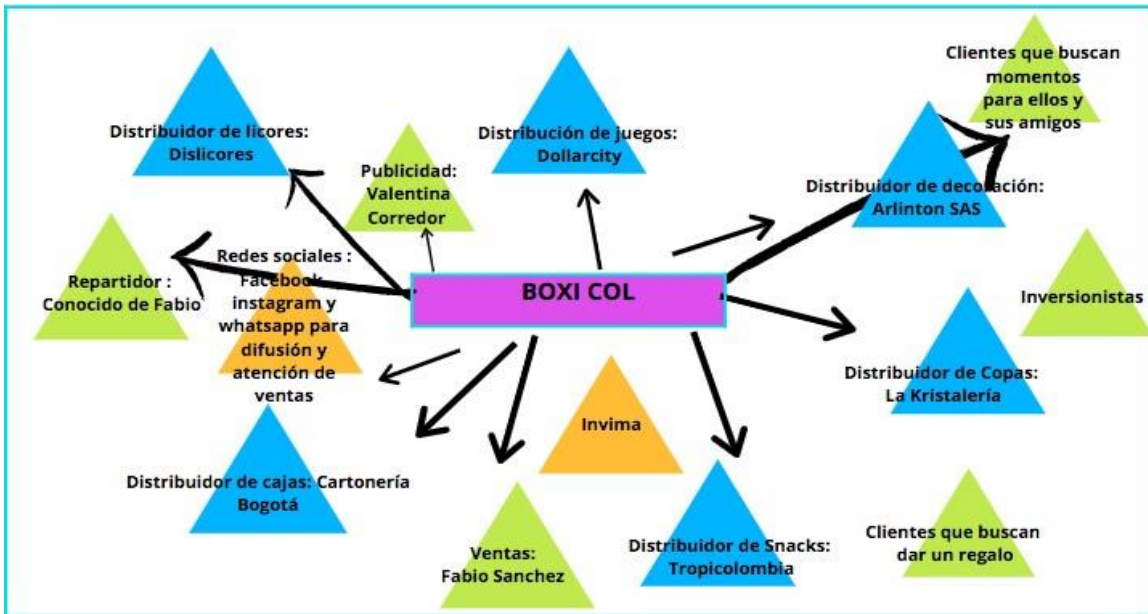 Clientes que buscan
momentos
para ellos y
sus amigos
Distribuidor de licores:
Dislicores
Distribución de juegos:
Dollarcity
Publicidad:
Valentina
Corredor
Distribuidor de decoración:
Arlinton SAS
Repartidor :
Conocido de Fabio
Redes sociales :
Facebook,
instagram y
whatsapp para
difusión y
atención de
ventas
BOXI COL
Inversionistas
Distribuidor de Copas:
La Kristalería
Invima
Distribuidor de cajas: Cartonería
Bogotá
Ventas:
Fabio Sanchez
Distribuidor de Snacks:
Tropicolombia
Clientes que buscan
dar un regalo